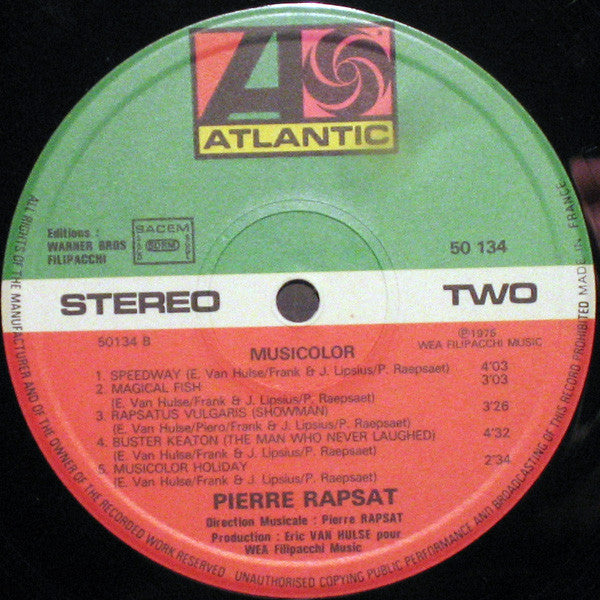 ATLANTIC
Editions :
WARNER BROS
FILIPACCHI
SACEM
SDRM
50 134
STEREO
TWO
50134 B
℗1975
WEA FILIPACCHI MUSIC
MUSICOLOR
1. SPEEDWAY (E. Van Hulse/Frank & J. Lipsius/P. Raepsaet) 4'03
2. MAGICAL FISH 3'03
(E. Van Hulse/Frank & J. Lipsius/P. Raepsaet)
3. RAPSATUS VULGARIS (SHOWMAN) 3'26
(E. Van Hulse/Piero/Frank & J. Lipsius/P. Raepsaet)
4. BUSTER KEATON (THE MAN WHO NEVER LAUGHED) 4'32
(E. Van Hulse/Frank & J. Lipsius/P. Raepsaet)
5. MUSICOLOR HOLIDAY 2'34
(E. Van Hulse/Frank & J. Lipsius/P. Raepsaet)
PIERRE RAPSAT
Direction Musicale : Pierre RAPSAT
Production : Eric VAN HULSE pour
WEA Filipacchi Music
ALL RIGHTS OF THE MANUFACTURER AND OF THE OWNER OF THE RECORDED WORK RESERVED UNAUTHORISED COPYING PUBLIC PERFORMANCE AND BROADCASTING OF THIS RECORD PROHIBITED MADE IN FRANCE